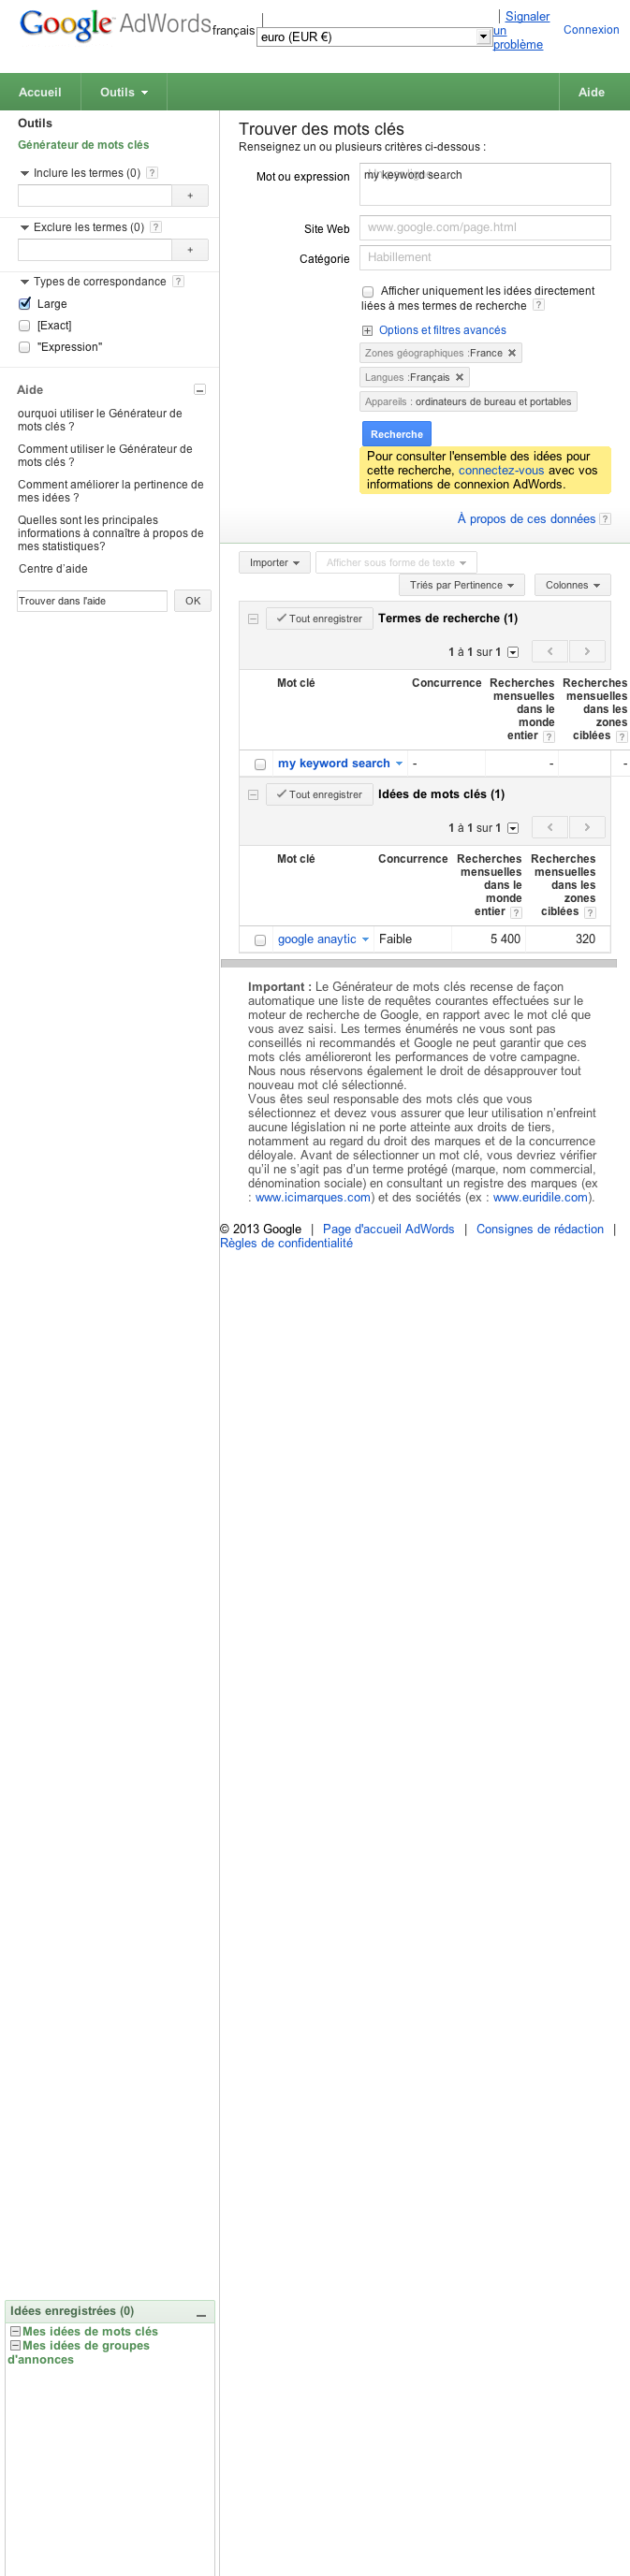 Google AdWords
français
|
euro (EUR €)
| Signaler
un
problème
Connexion
Accueil
Outils
Aide
Outils
Générateur de mots clés
Inclure les termes (0) ?
+
Exclure les termes (0) ?
+
Types de correspondance ?
Large
[Exact]
"Expression"
Aide
ourquoi utiliser le Générateur de
mots clés ?
Comment utiliser le Générateur de
mots clés ?
Comment améliorer la pertinence de
mes idées ?
Quelles sont les principales
informations à connaître à propos de
mes statistiques?
Centre d'aide
Trouver dans l'aide
OK
Trouver des mots clés
Renseignez un ou plusieurs critères ci-dessous :
Mot ou expression
my keyword search
Site Web
www.google.com/page.html
Catégorie
Habillement
Afficher uniquement les idées directement
liées à mes termes de recherche ?
Options et filtres avancés
Zones géographiques :France
Langues :Français
Appareils : ordinateurs de bureau et portables
Recherche
Pour consulter l'ensemble des idées pour
cette recherche, connectez-vous avec vos
informations de connexion AdWords.
À propos de ces données ?
Importer
Afficher sous forme de texte
Triés par Pertinence
Colonnes
Tout enregistrer
Termes de recherche (1)
1 à 1 sur 1
Mot clé
Concurrence
Recherches
mensuelles
dans le
monde
entier ?
Recherches
mensuelles
dans les
zones
ciblées ?
my keyword search - - -
Tout enregistrer
Idées de mots clés (1)
1 à 1 sur 1
Mot clé
Concurrence
Recherches
mensuelles
dans le
monde
entier ?
Recherches
mensuelles
dans les
zones
ciblées ?
google anaytic Faible 5 400 320
Important : Le Générateur de mots clés recense de façon
automatique une liste de requêtes courantes effectuées sur le
moteur de recherche de Google, en rapport avec le mot clé que
vous avez saisi. Les termes énumérés ne vous sont pas
conseillés ni recommandés et Google ne peut garantir que ces
mots clés amélioreront les performances de votre campagne.
Nous nous réservons également le droit de désapprouver tout
nouveau mot clé sélectionné.
Vous êtes seul responsable des mots clés que vous
sélectionnez et devez vous assurer que leur utilisation n'enfreint
aucune législation ni ne porte atteinte aux droits de tiers,
notamment au regard du droit des marques et de la concurrence
déloyale. Avant de sélectionner un mot clé, vous devriez vérifier
qu'il ne s'agit pas d'un terme protégé (marque, nom commercial,
dénomination sociale) en consultant un registre des marques (ex
: www.icimarques.com) et des sociétés (ex : www.euridile.com).
© 2013 Google | Page d'accueil AdWords | Consignes de rédaction |
Règles de confidentialité
Idées enregistrées (0)
Mes idées de mots clés
Mes idées de groupes
d'annonces